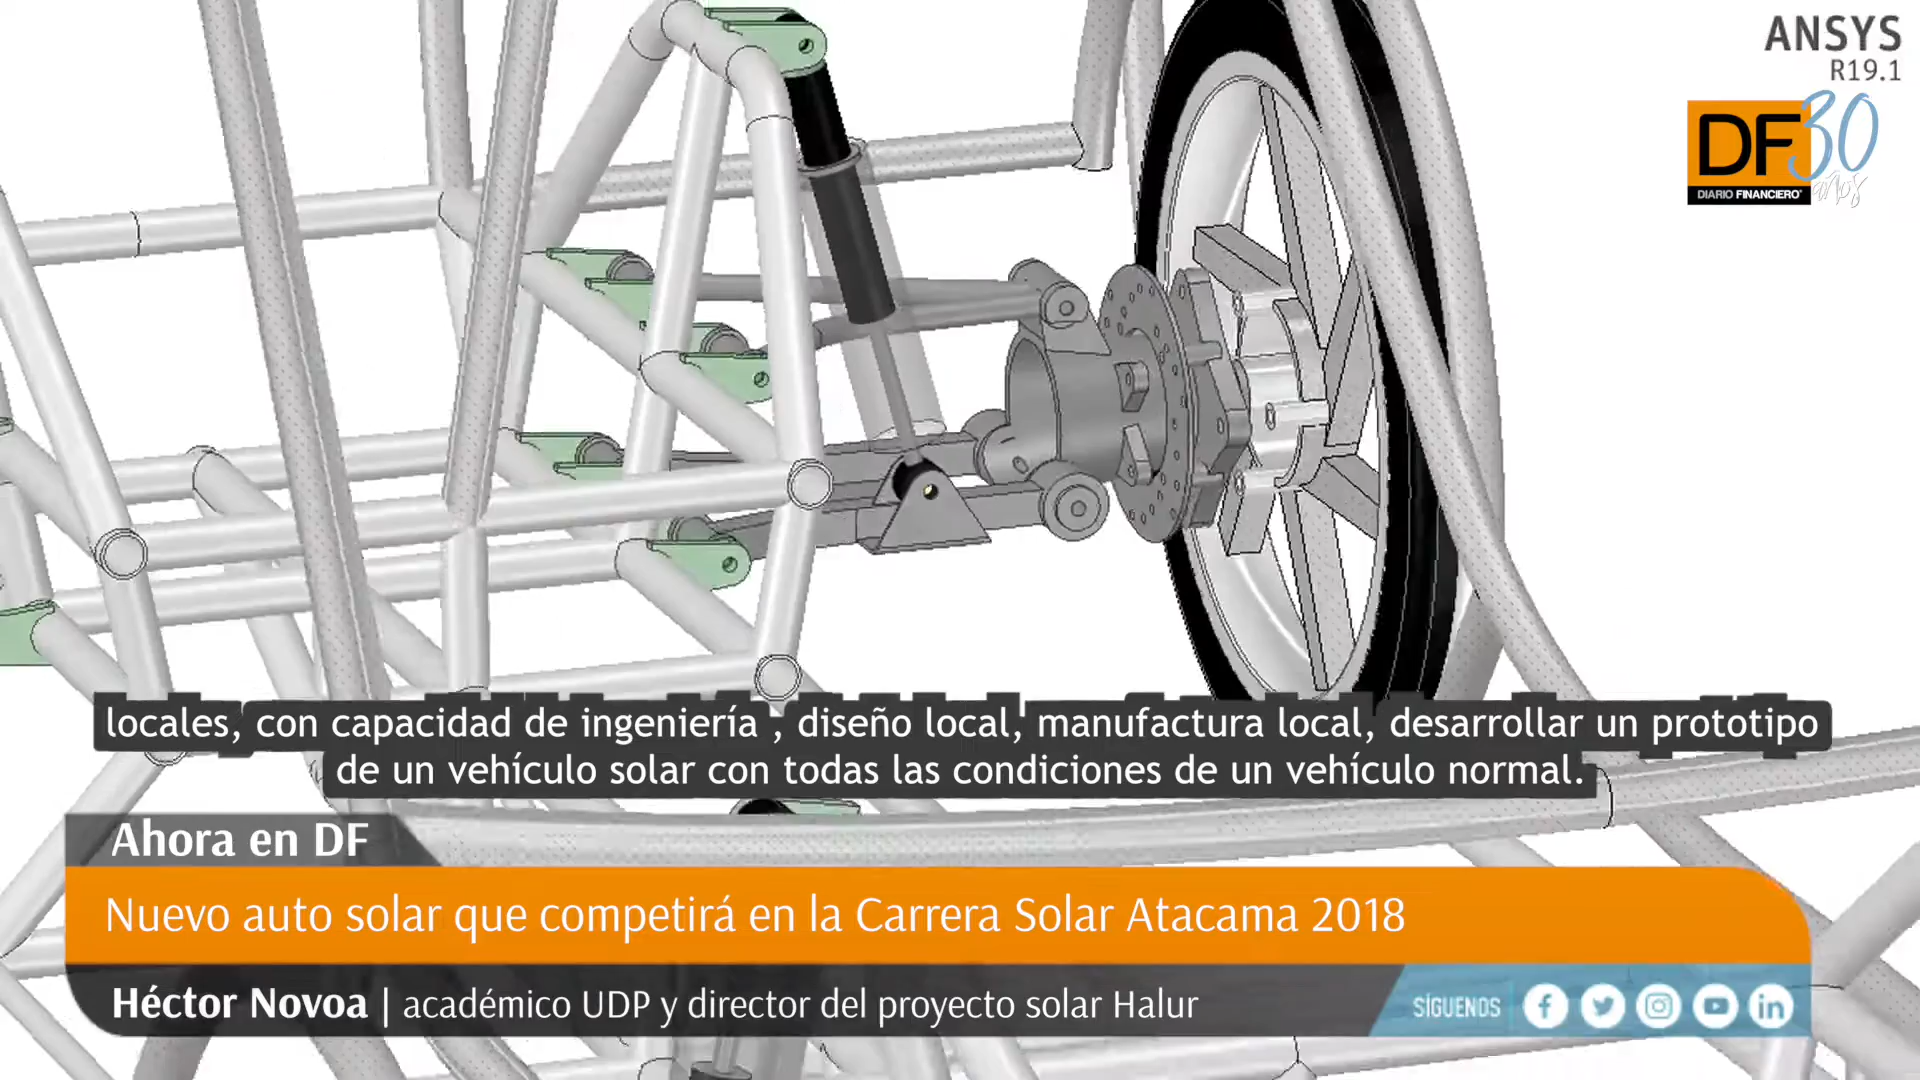 ANSYS
R19.1
DF30
DIARIO FINANCIERO
años
locales, con capacidad de ingeniería , diseño local, manufactura local, desarrollar un prototipo
de un vehículo solar con todas las condiciones de un vehículo normal.
Ahora en DF
Nuevo auto solar que competirá en la Carrera Solar Atacama 2018
Héctor Novoa | académico UDP y director del proyecto solar Halur
SÍGUENOS